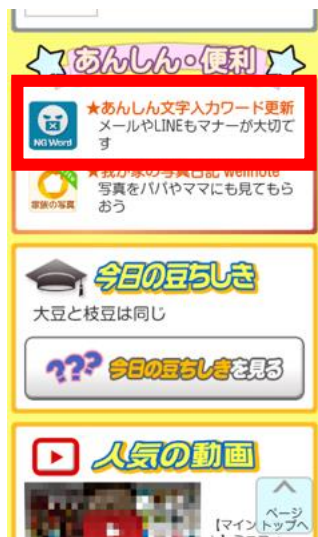 あんしん・便利
NG Word
★あんしん文字入力ワード更新
メールやLINEもマナーが大切で
す
家族の写真
★我が家の写真日記 wellnote
写真をパパやママにも見てもら
おう
今日の豆ちしき
大豆と枝豆は同じ
??? 今日の豆ちしきを見る
人気の動画
【マイン
ページ
トップへ